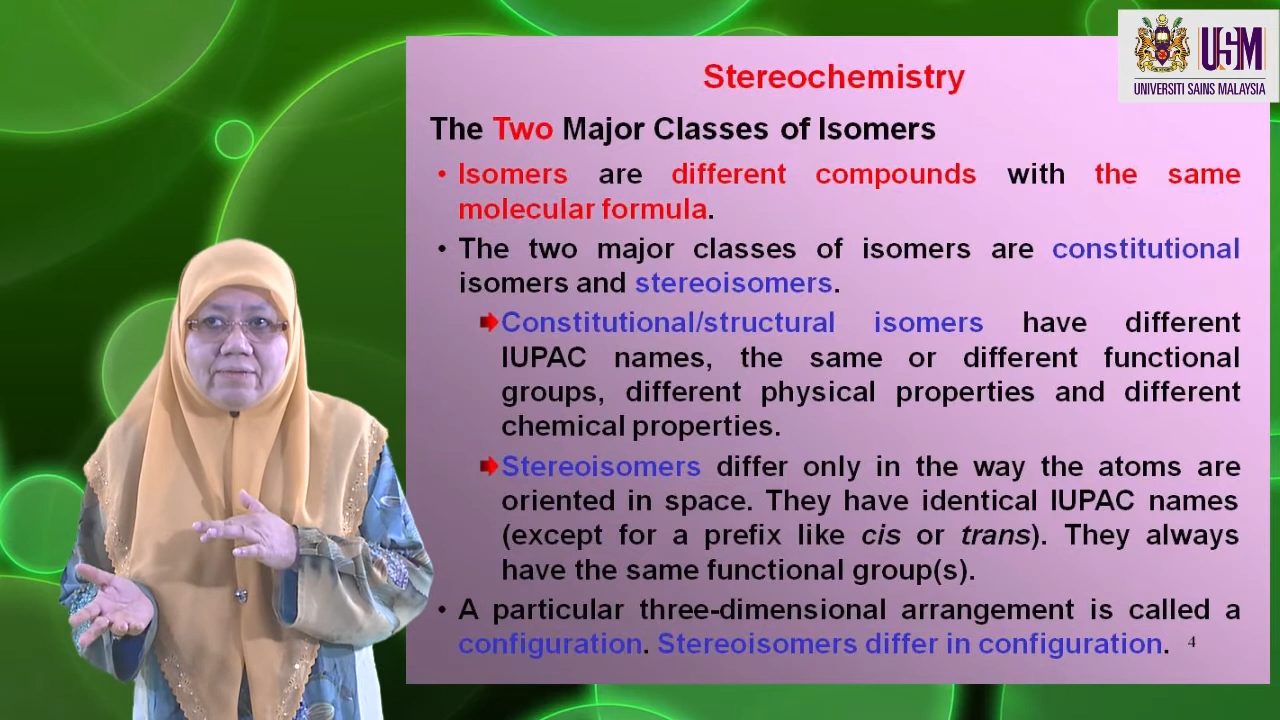 USM
UNIVERSITI SAINS MALAYSIA
Stereochemistry
The Two Major Classes of Isomers
• Isomers are different compounds with the same
molecular formula.
• The two major classes of isomers are constitutional
isomers and stereoisomers.
Constitutional/structural isomers have different
IUPAC names, the same or different functional
groups, different physical properties and different
chemical properties.
Stereoisomers differ only in the way the atoms are
oriented in space. They have identical IUPAC names
(except for a prefix like cis or trans). They always
have the same functional group(s).
• A particular three-dimensional arrangement is called a
configuration. Stereoisomers differ in configuration. 4